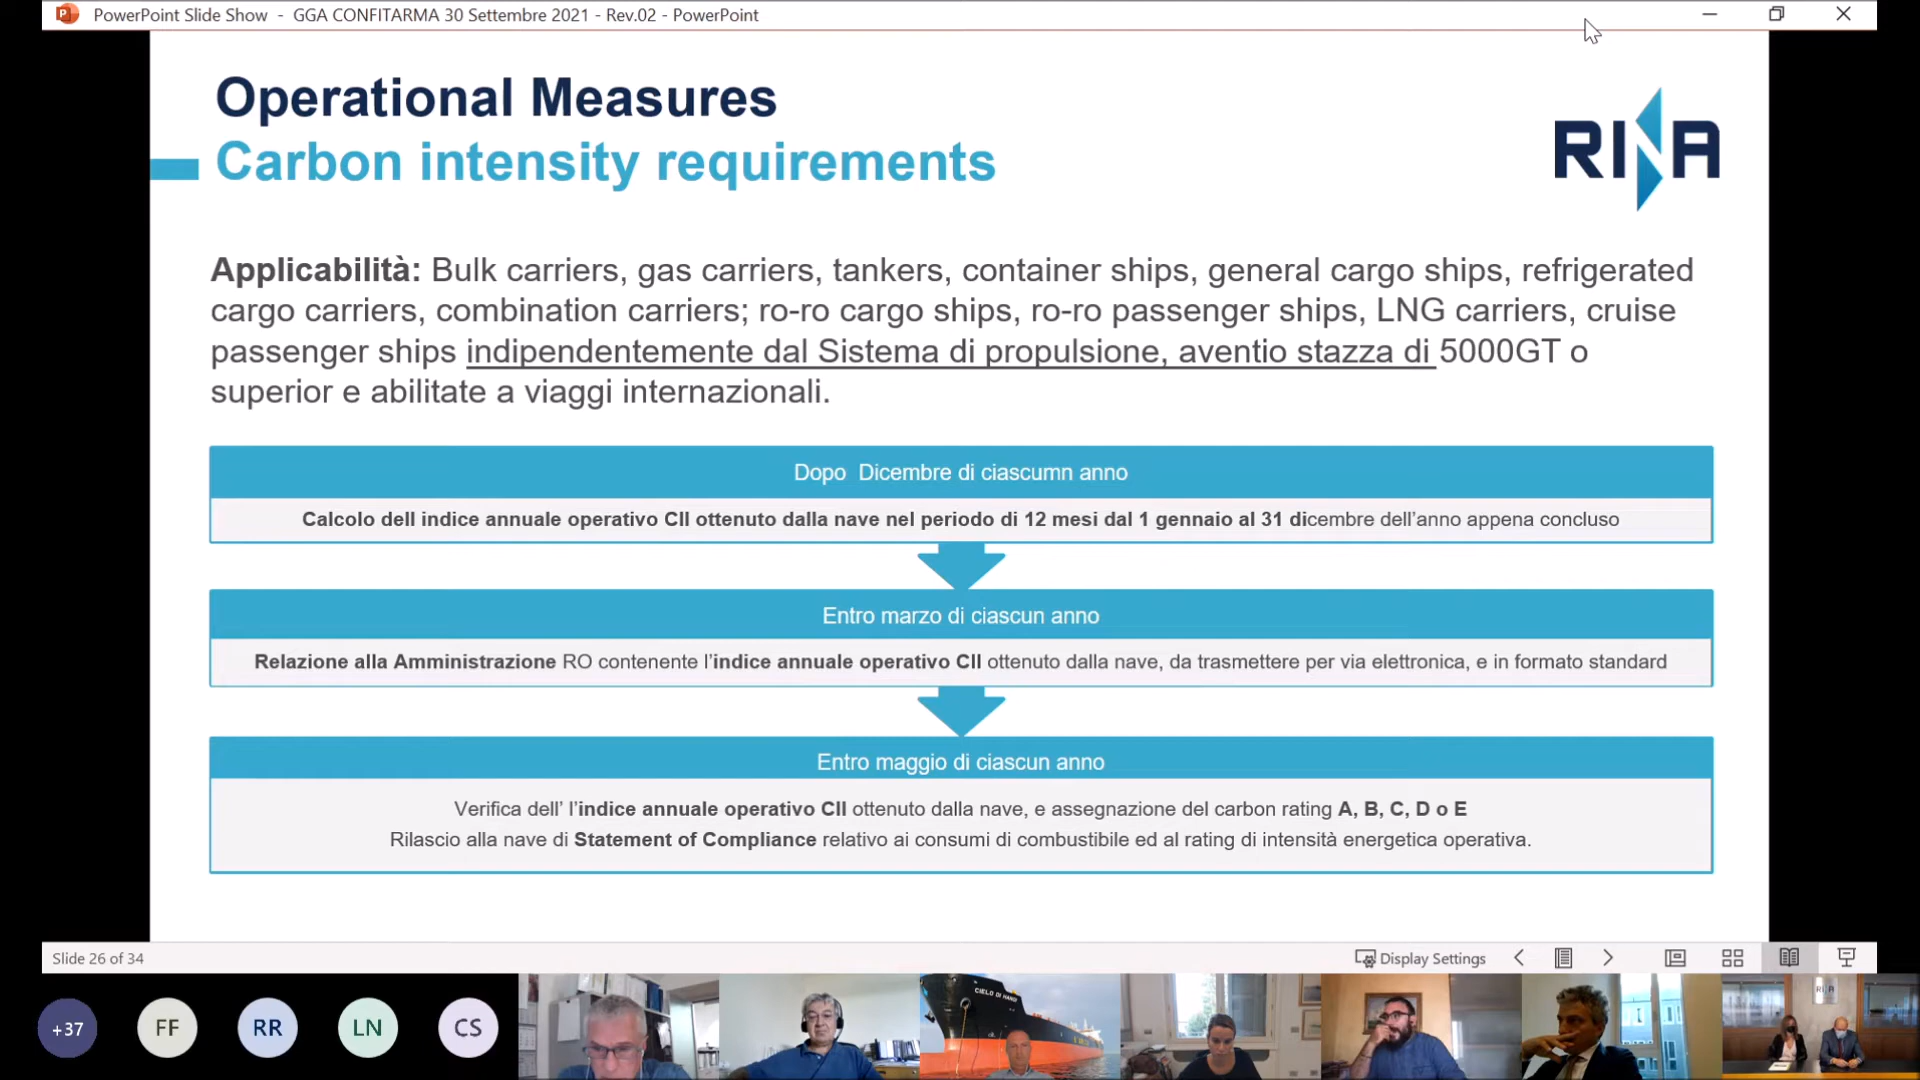 PowerPoint Slide Show - GGA CONFITARMA 30 Settembre 2021 - Rev.02 - PowerPoint
Operational Measures
Carbon intensity requirements
RINA
Applicabilità: Bulk carriers, gas carriers, tankers, container ships, general cargo ships, refrigerated
cargo carriers, combination carriers; ro-ro cargo ships, ro-ro passenger ships, LNG carriers, cruise
passenger ships indipendentemente dal Sistema di propulsione, aventio stazza di 5000GT o
superior e abilitate a viaggi internazionali.
Dopo Dicembre di ciascumn anno
Calcolo dell indice annuale operativo CII ottenuto dalla nave nel periodo di 12 mesi dal 1 gennaio al 31 dicembre dell'anno appena concluso
Entro marzo di ciascun anno
Relazione alla Amministrazione RO contenente l'indice annuale operativo CII ottenuto dalla nave, da trasmettere per via elettronica, e in formato standard
Entro maggio di ciascun anno
Verifica dell' l'indice annuale operativo CII ottenuto dalla nave, e assegnazione del carbon rating A, B, C, D o E
Rilascio alla nave di Statement of Compliance relativo ai consumi di combustibile ed al rating di intensità energetica operativa.
Slide 26 of 34
Display Settings
+37
FF
RR
LN
CS
CIELO DI HANOI
RINA